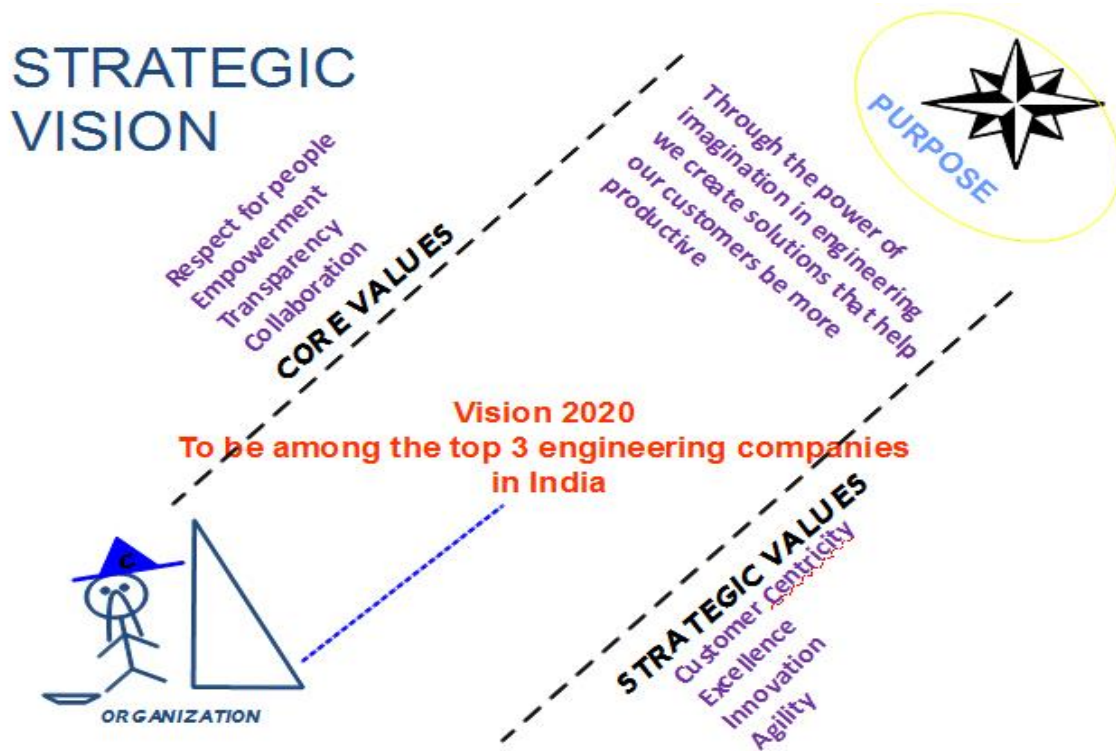 STRATEGIC
VISION
Respect for people
Empowerment
Transparency
Collaboration
CORE VALUES
Through the power of
imagination in engineering
we create solutions that help
our customers be more
productive
PURPOSE
Vision 2020
To be among the top 3 engineering companies
in India
STRATEGIC VALUES
Customer Centricity
Excellence
Innovation
Agility
C
ORGANIZATION